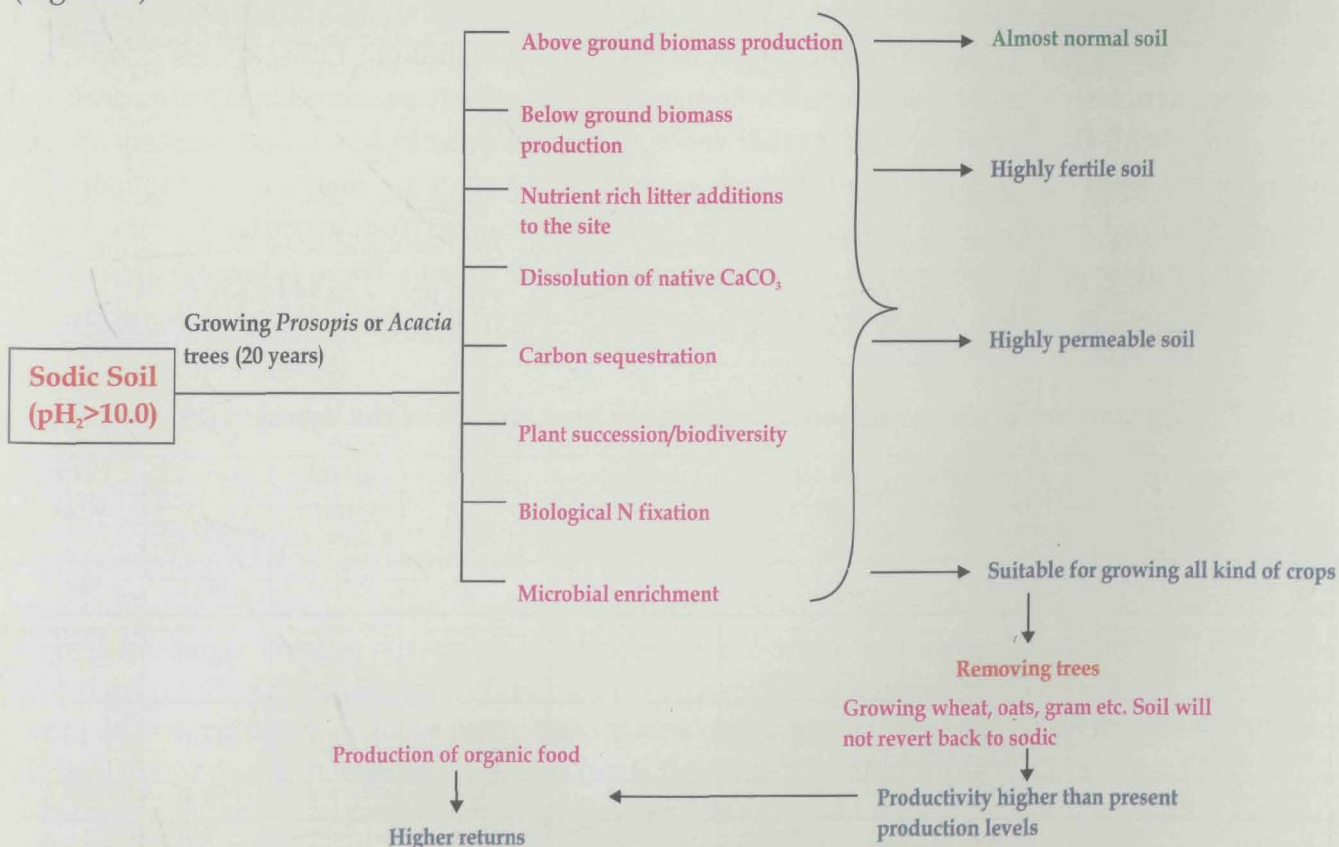 Above ground biomass production
Almost normal soil
Below ground biomass
production
Highly fertile soil
Nutrient rich litter additions
to the site
Dissolution of native CaCO₃
Growing Prosopis or Acacia
trees (20 years)
Highly permeable soil
Carbon sequestration
Sodic Soil
(pH₂>10.0)
Plant succession/biodiversity
Biological N fixation
Microbial enrichment
Suitable for growing all kind of crops
Removing trees
Growing wheat, oats, gram etc. Soil will
not revert back to sodic
Production of organic food
Productivity higher than present
production levels
Higher returns